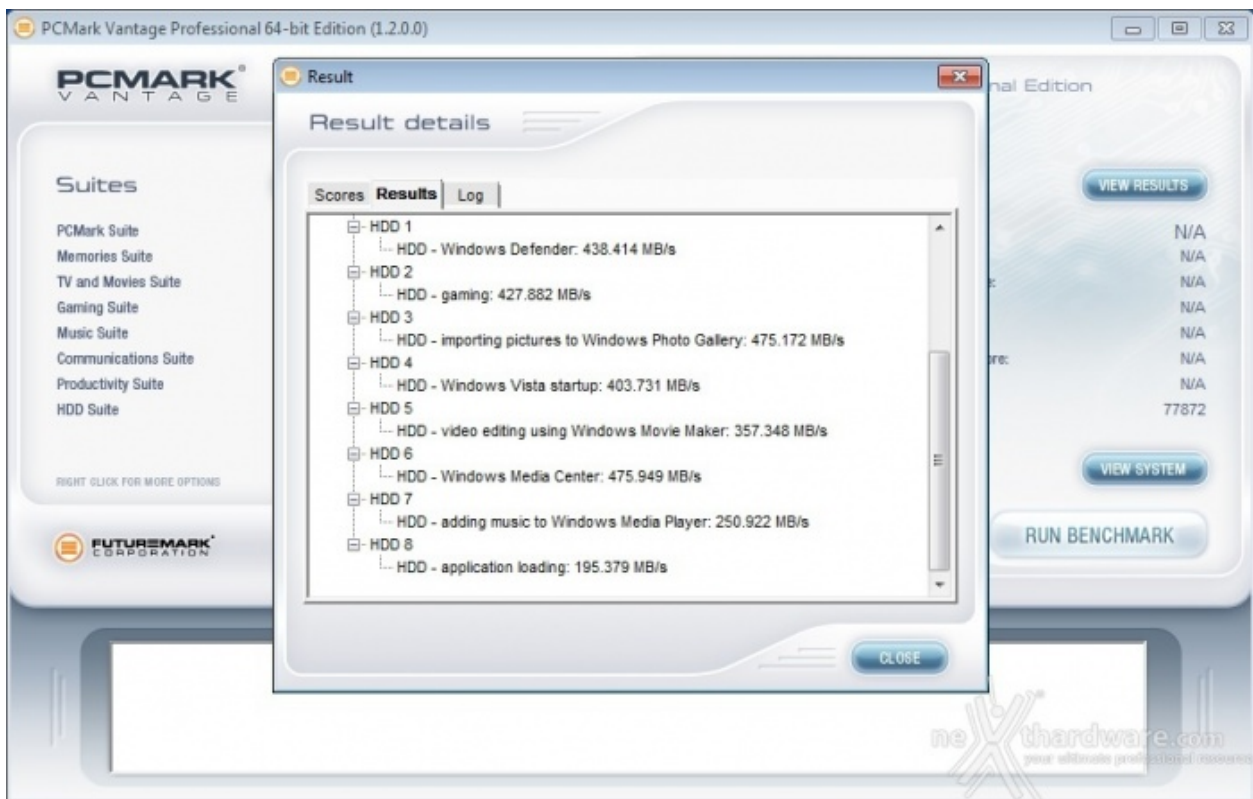 PCMark Vantage Professional 64-bit Edition (1.2.0.0)
PCMARK®
VANTAGE
nal Edition
Result
Result details
Scores Results Log
Suites
VIEW RESULTS
PCMark Suite N/A
Memories Suite N/A
TV and Movies Suite e: N/A
Gaming Suite N/A
Music Suite N/A
Communications Suite ore: N/A
Productivity Suite N/A
HDD Suite 77872
HDD 1
HDD - Windows Defender: 438.414 MB/s
HDD 2
HDD - gaming: 427.882 MB/s
HDD 3
HDD - importing pictures to Windows Photo Gallery: 475.172 MB/s
HDD 4
HDD - Windows Vista startup: 403.731 MB/s
HDD 5
HDD - video editing using Windows Movie Maker: 357.348 MB/s
HDD 6
HDD - Windows Media Center: 475.949 MB/s
HDD 7
HDD - adding music to Windows Media Player: 250.922 MB/s
HDD 8
HDD - application loading: 195.379 MB/s
RIGHT CLICK FOR MORE OPTIONS
VIEW SYSTEM
FUTUREMARK
CORPORATION
RUN BENCHMARK
CLOSE
nexthardware.com
your ultimate professional resource